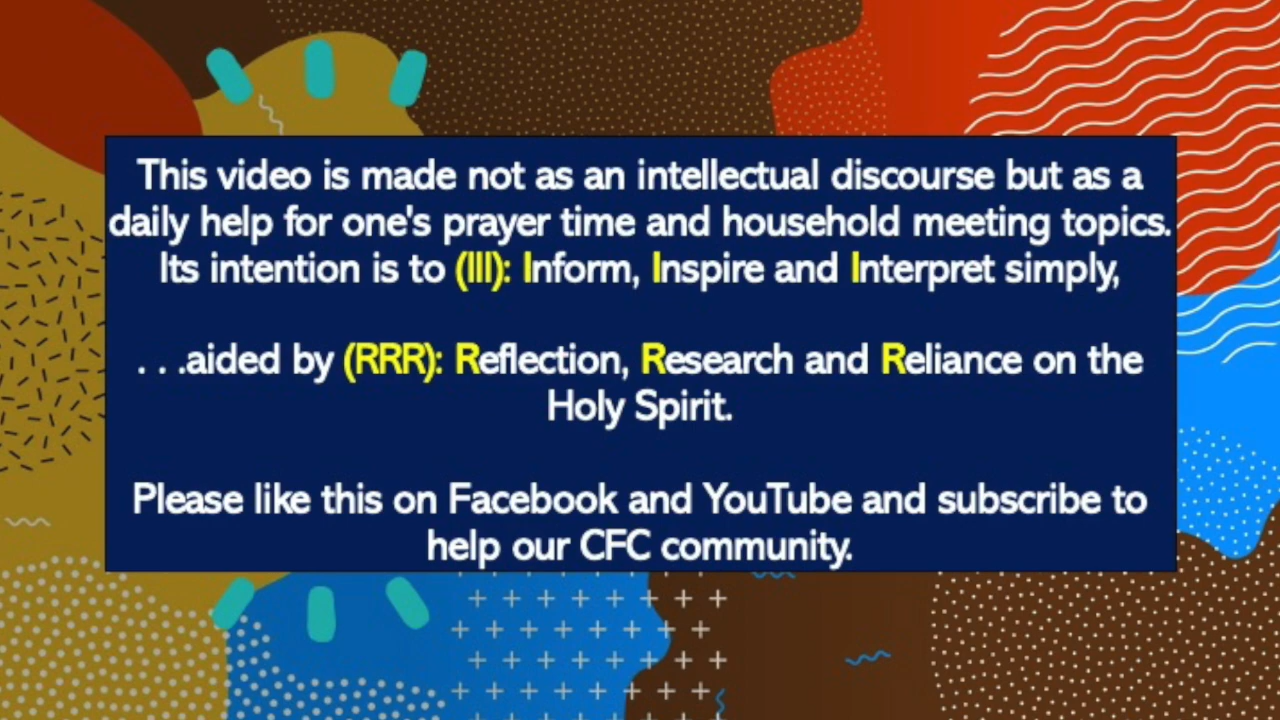 This video is made not as an intellectual discourse but as a
daily help for one's prayer time and household meeting topics.
Its intention is to (III): Inform, Inspire and Interpret simply,
. . .aided by (RRR): Reflection, Research and Reliance on the
Holy Spirit.
Please like this on Facebook and YouTube and subscribe to
help our CFC community.